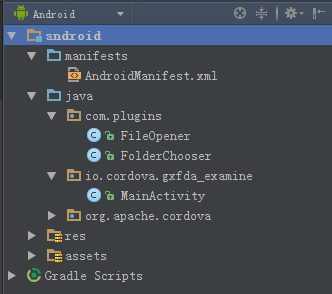 Android
android
manifests
AndroidManifest.xml
java
com.plugins
FileOpener
FolderChooser
io.cordova.gxfda_examine
MainActivity
org.apache.cordova
res
assets
Gradle Scripts